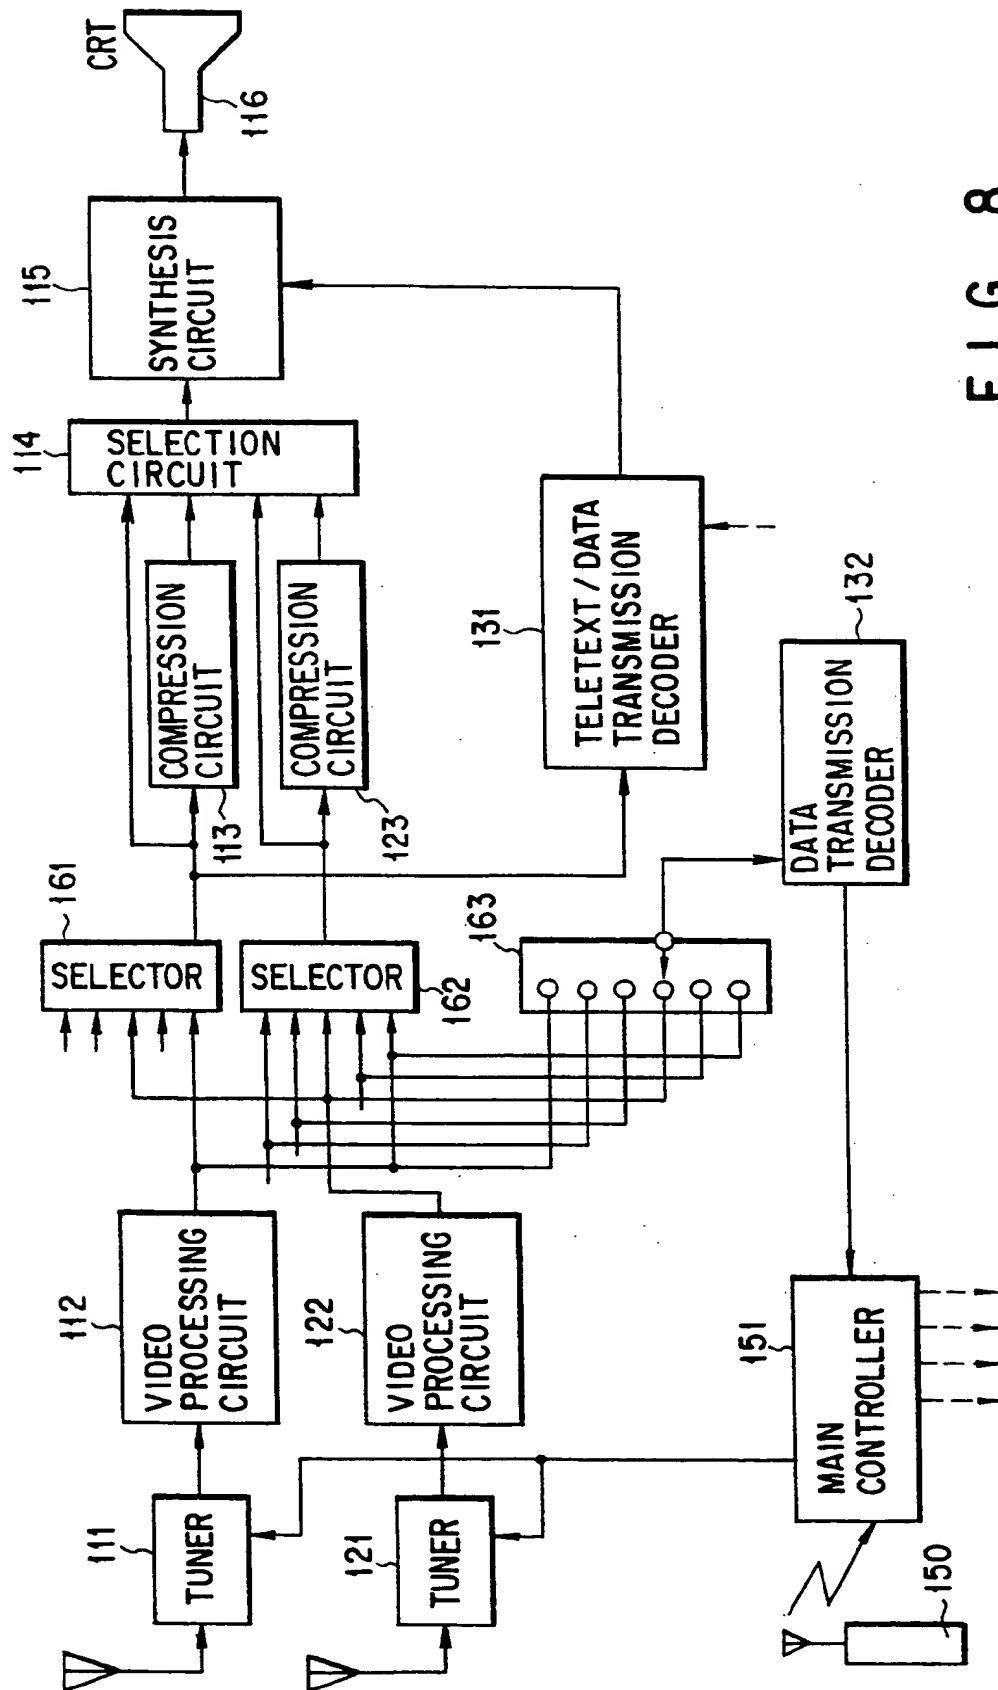 CRT
116
115
SYNTHESIS
CIRCUIT
114
SELECTION
CIRCUIT
COMPRESSION
CIRCUIT
113
COMPRESSION
CIRCUIT
123
131
TELETEXT/DATA
TRANSMISSION
DECODER
132
DATA
TRANSMISSION
DECODER
161
SELECTOR
SELECTOR
162
163
112
VIDEO
PROCESSING
CIRCUIT
122
VIDEO
PROCESSING
CIRCUIT
151
MAIN
CONTROLLER
111
TUNER
121
TUNER
150
FIG 8